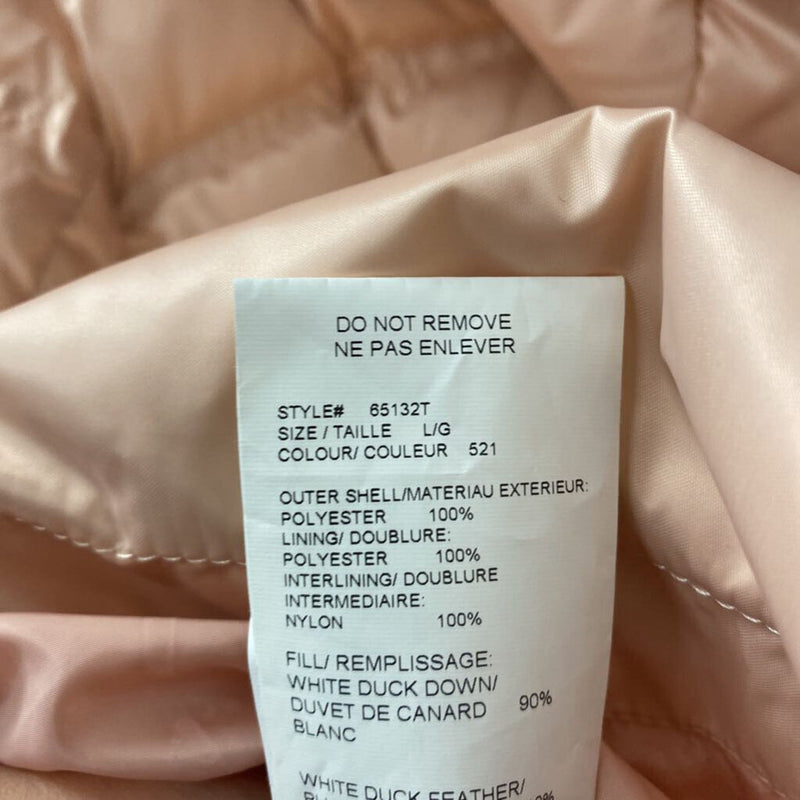 DO NOT REMOVE
NE PAS ENLEVER
STYLE# 65132T
SIZE / TAILLE L/G
COLOUR/ COULEUR 521
OUTER SHELL/MATERIAU EXTERIEUR:
POLYESTER 100%
LINING/ DOUBLURE:
POLYESTER 100%
INTERLINING/ DOUBLURE
INTERMEDIAIRE:
NYLON 100%
FILL/ REMPLISSAGE:
WHITE DUCK DOWN/
DUVET DE CANARD 90%
BLANC
WHITE DUCK FEATHER/